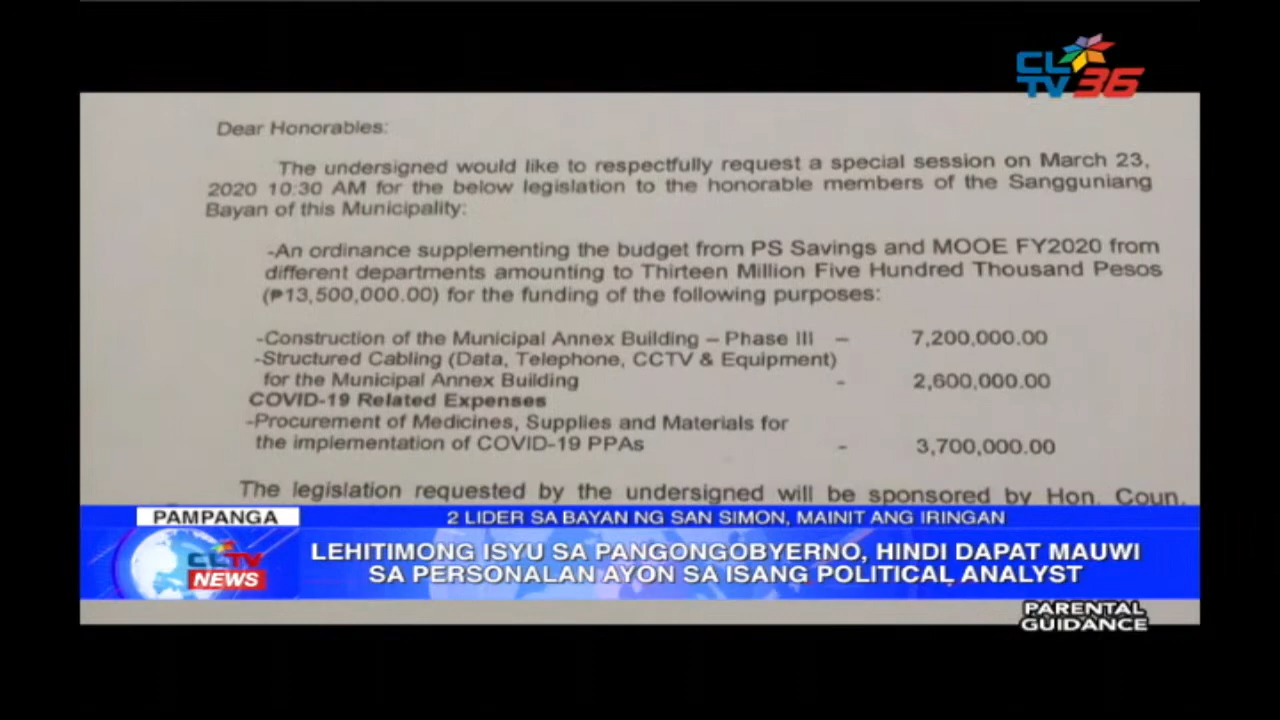 CL
TV36
Dear Honorables:
The undersigned would like to respectfully request a special session on March 23,
2020 10:30 AM for the below legislation to the honorable members of the Sangguniang
Bayan of this Municipality:
-An ordinance supplementing the budget from PS Savings and MOOE FY2020 from
different departments amounting to Thirteen Million Five Hundred Thousand Pesos
(₱13,500,000.00) for the funding of the following purposes:
-Construction of the Municipal Annex Building – Phase III – 7,200,000.00
-Structured Cabling (Data, Telephone, CCTV & Equipment)
for the Municipal Annex Building - 2,600,000.00
COVID-19 Related Expenses
-Procurement of Medicines, Supplies and Materials for
the implementation of COVID-19 PPAs - 3,700,000.00
The legislation requested by the undersigned will be sponsored by Hon. Coun.
PAMPANGA
2 LIDER SA BAYAN NG SAN SIMON, MAINIT ANG IRINGAN
CLTV
NEWS
LEHITIMONG ISYU SA PANGONGOBYERNO, HINDI DAPAT MAUWI
SA PERSONALAN AYON SA ISANG POLITICAL ANALYST
PARENTAL
GUIDANCE